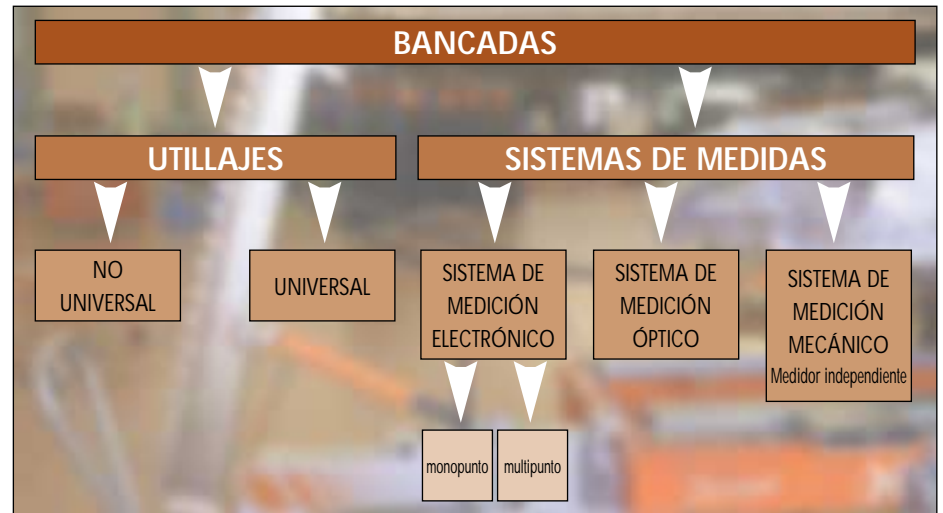 BANCADAS
UTILLAJES
SISTEMAS DE MEDIDAS
NO
UNIVERSAL
UNIVERSAL
SISTEMA DE
MEDICIÓN
ELECTRÓNICO
SISTEMA DE
MEDICIÓN
ÓPTICO
SISTEMA DE
MEDICIÓN
MECÁNICO
Medidor independiente
monopunto
multipunto